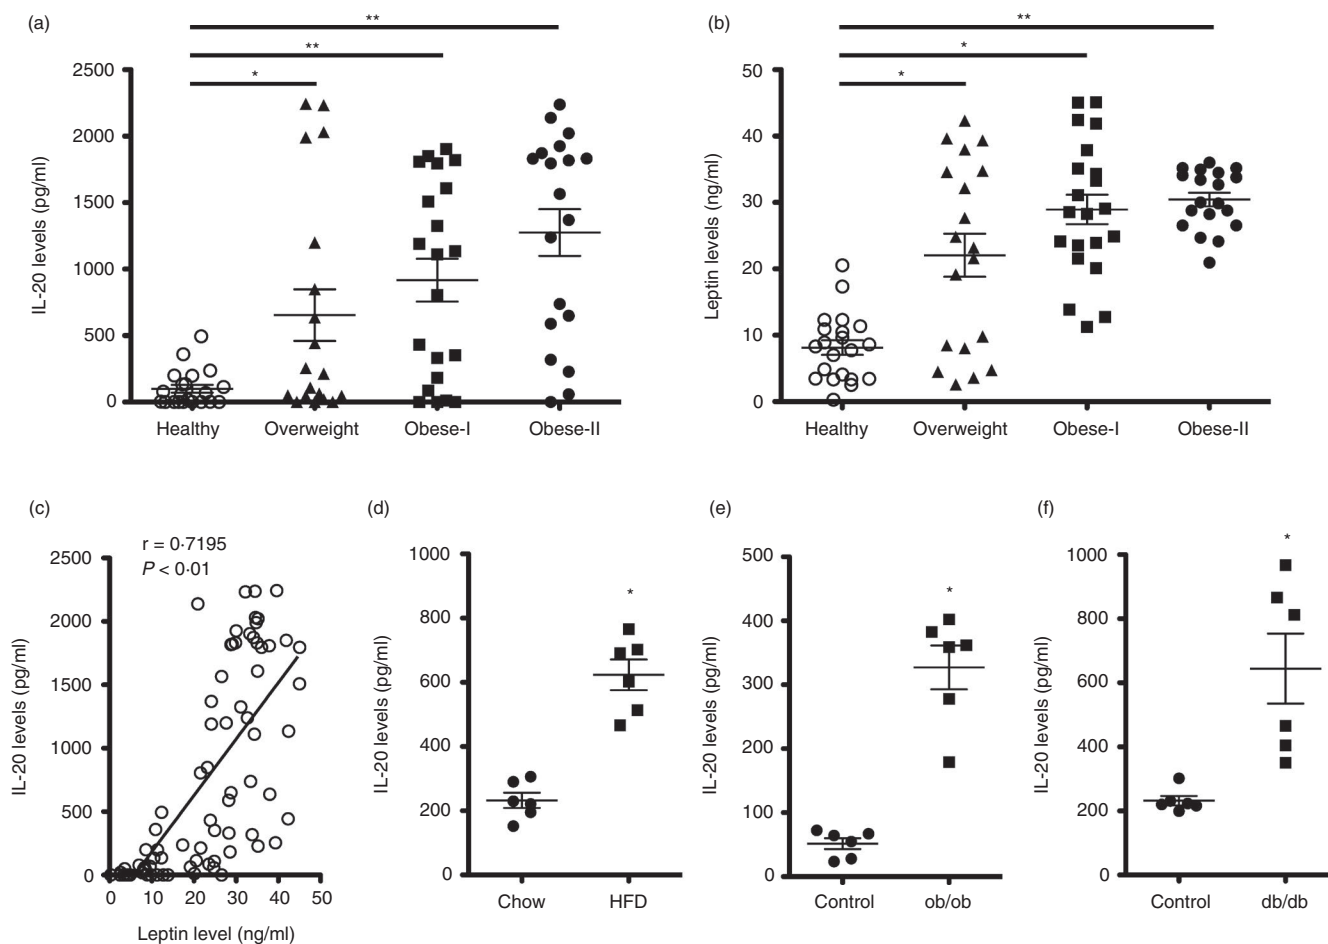 (a)
**
**
*
2500
2000
1500
1000
500
0
IL-20 levels (pg/ml)
Healthy Overweight Obese-I Obese-II
(b)
**
*
*
50
40
30
20
10
0
Leptin levels (ng/ml)
Healthy Overweight Obese-I Obese-II
(c)
r = 0·7195
P < 0·01
2500
2000
1500
1000
500
0
IL-20 levels (pg/ml)
0 10 20 30 40 50
Leptin level (ng/ml)
(d)
1000
800
600
400
200
0
IL-20 levels (pg/ml)
*
Chow HFD
(e)
500
400
300
200
100
0
IL-20 levels (pg/ml)
*
Control ob/ob
(f)
1000
800
600
400
200
0
IL-20 levels (pg/ml)
*
Control db/db